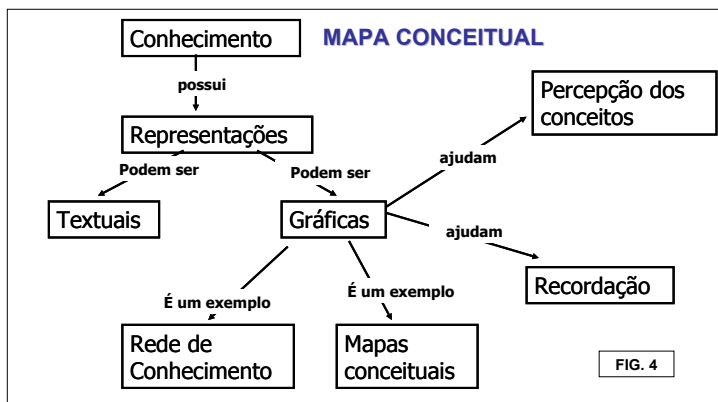 Conhecimento
MAPA CONCEITUAL
possui
Percepção dos
conceitos
Representações
ajudam
Podem ser
Podem ser
Textuais
Gráficas
ajudam
Recordação
É um exemplo
É um exemplo
Rede de
Conhecimento
Mapas
conceituais
FIG. 4